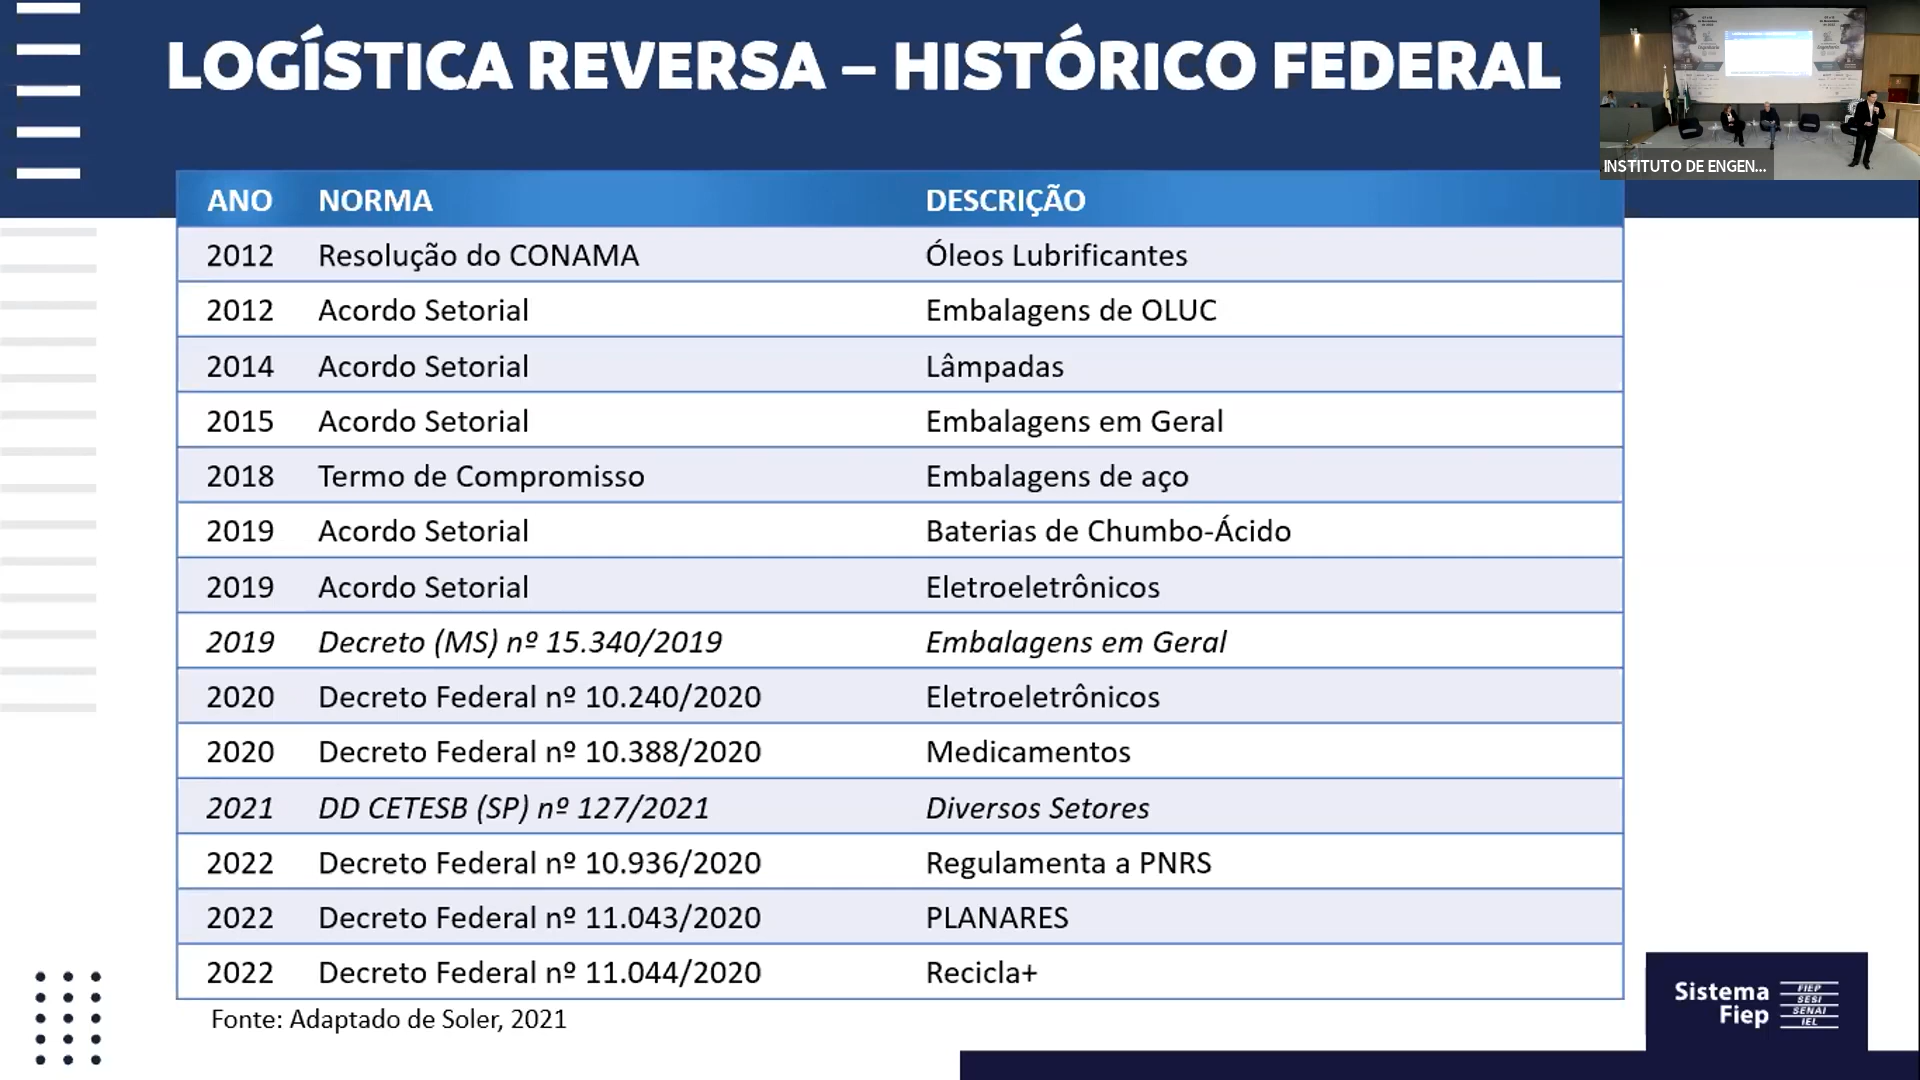 LOGÍSTICA REVERSA – HISTÓRICO FEDERAL
INSTITUTO DE ENGEN...
ANO NORMA DESCRIÇÃO
2012 Resolução do CONAMA Óleos Lubrificantes
2012 Acordo Setorial Embalagens de OLUC
2014 Acordo Setorial Lâmpadas
2015 Acordo Setorial Embalagens em Geral
2018 Termo de Compromisso Embalagens de aço
2019 Acordo Setorial Baterias de Chumbo-Ácido
2019 Acordo Setorial Eletroeletrônicos
2019 Decreto (MS) nº 15.340/2019 Embalagens em Geral
2020 Decreto Federal nº 10.240/2020 Eletroeletrônicos
2020 Decreto Federal nº 10.388/2020 Medicamentos
2021 DD CETESB (SP) nº 127/2021 Diversos Setores
2022 Decreto Federal nº 10.936/2020 Regulamenta a PNRS
2022 Decreto Federal nº 11.043/2020 PLANARES
2022 Decreto Federal nº 11.044/2020 Recicla+
Fonte: Adaptado de Soler, 2021
Sistema
Fiep
FIEP
SESI
SENAI
IEL